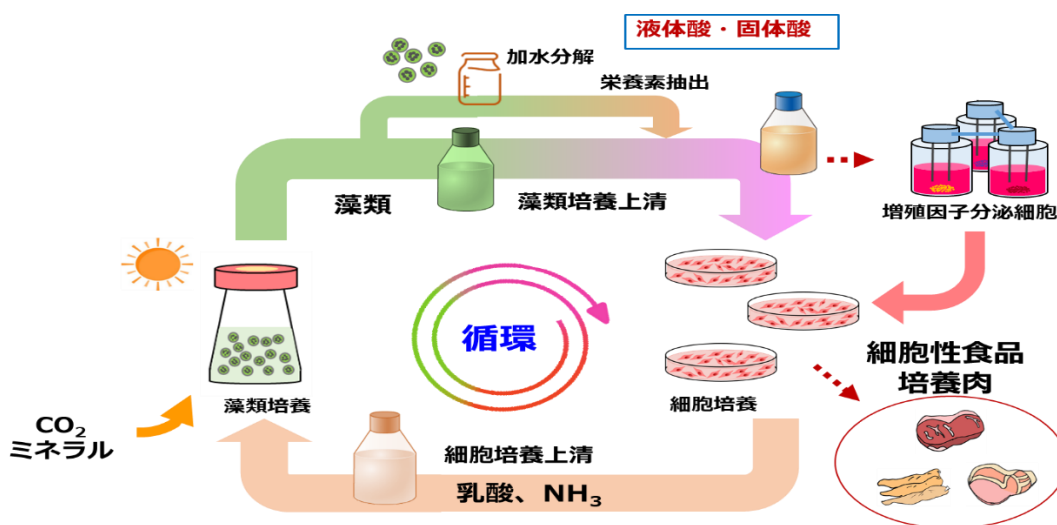 液体酸・固体酸
加水分解
栄養素抽出
藻類
藻類培養上清
増殖因子分泌細胞
循環
細胞性食品
培養肉
藻類培養
細胞培養
CO₂
ミネラル
細胞培養上清
乳酸、NH₃